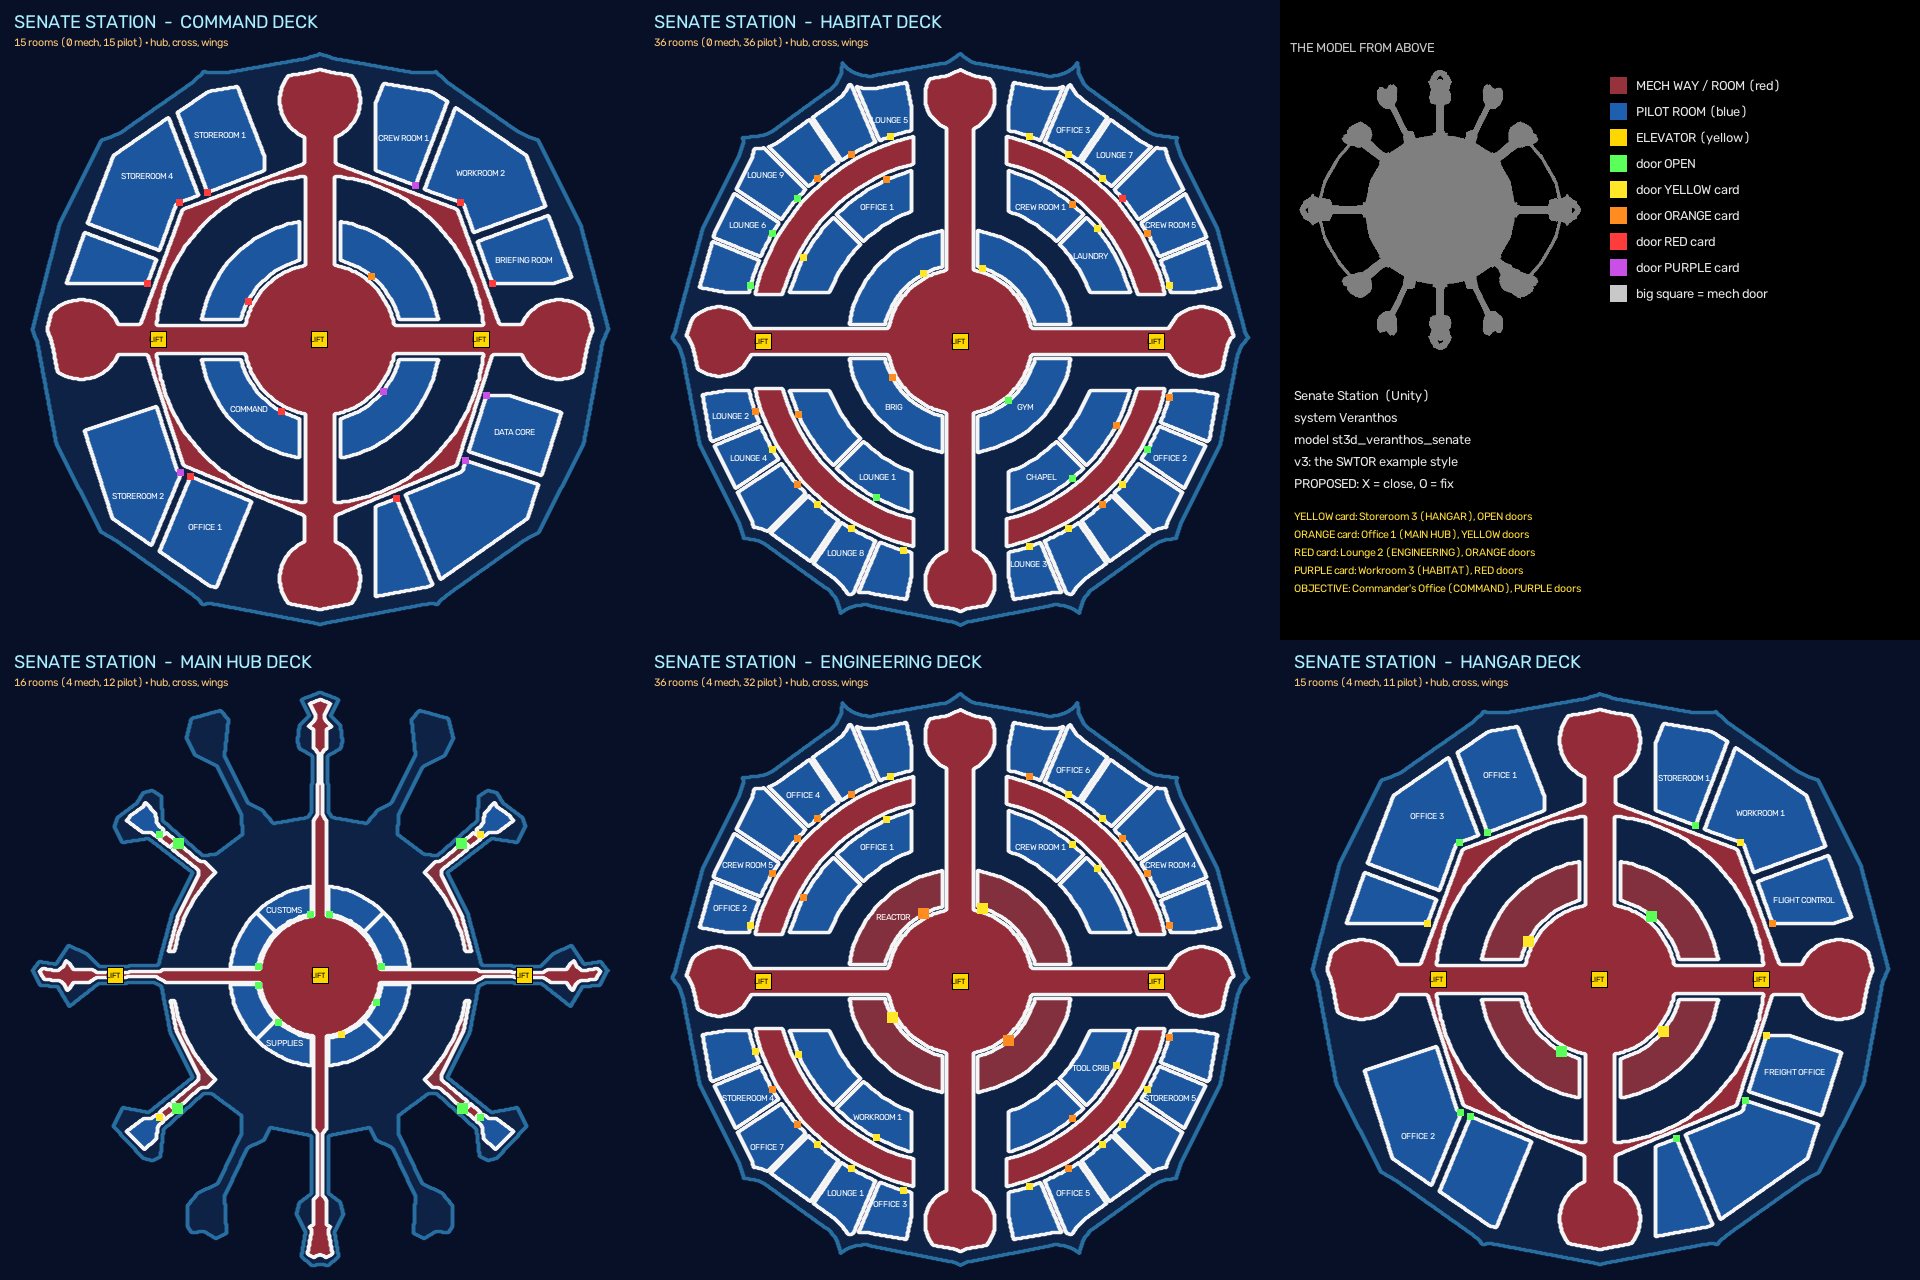 SENATE STATION - COMMAND DECK
15 rooms (0 mech, 15 pilot) • hub, cross, wings
STOREROOM 1
CREW ROOM 1
STOREROOM 4
WORKROOM 2
BRIEFING ROOM
LIFT
LIFT
LIFT
COMMAND
DATA CORE
STOREROOM 2
OFFICE 1
SENATE STATION - HABITAT DECK
36 rooms (0 mech, 36 pilot) • hub, cross, wings
LOUNGE 5
OFFICE 3
LOUNGE 7
LOUNGE 9
OFFICE 1
CREW ROOM 1
LOUNGE 6
CREW ROOM 5
LAUNDRY
LIFT
LIFT
LIFT
LOUNGE 2
BRIG
GYM
LOUNGE 4
OFFICE 2
LOUNGE 1
CHAPEL
LOUNGE 8
LOUNGE 3
THE MODEL FROM ABOVE
MECH WAY / ROOM (red)
PILOT ROOM (blue)
ELEVATOR (yellow)
door OPEN
door YELLOW card
door ORANGE card
door RED card
door PURPLE card
big square = mech door
Senate Station (Unity)
system Veranthos
model st3d_veranthos_senate
v3: the SWTOR example style
PROPOSED: X = close, O = fix
YELLOW card: Storeroom 3 (HANGAR), OPEN doors
ORANGE card: Office 1 (MAIN HUB), YELLOW doors
RED card: Lounge 2 (ENGINEERING), ORANGE doors
PURPLE card: Workroom 3 (HABITAT), RED doors
OBJECTIVE: Commander's Office (COMMAND), PURPLE doors
SENATE STATION - MAIN HUB DECK
16 rooms (4 mech, 12 pilot) • hub, cross, wings
CUSTOMS
LIFT
LIFT
LIFT
SUPPLIES
SENATE STATION - ENGINEERING DECK
36 rooms (4 mech, 32 pilot) • hub, cross, wings
OFFICE 6
OFFICE 4
OFFICE 1
CREW ROOM 1
CREW ROOM 5
CREW ROOM 4
OFFICE 2
REACTOR
LIFT
LIFT
LIFT
TOOL CRIB
STOREROOM 4
STOREROOM 5
WORKROOM 1
OFFICE 7
LOUNGE 1
OFFICE 5
OFFICE 3
SENATE STATION - HANGAR DECK
15 rooms (4 mech, 11 pilot) • hub, cross, wings
OFFICE 1
STOREROOM 1
OFFICE 3
WORKROOM 1
FLIGHT CONTROL
LIFT
LIFT
LIFT
FREIGHT OFFICE
OFFICE 2